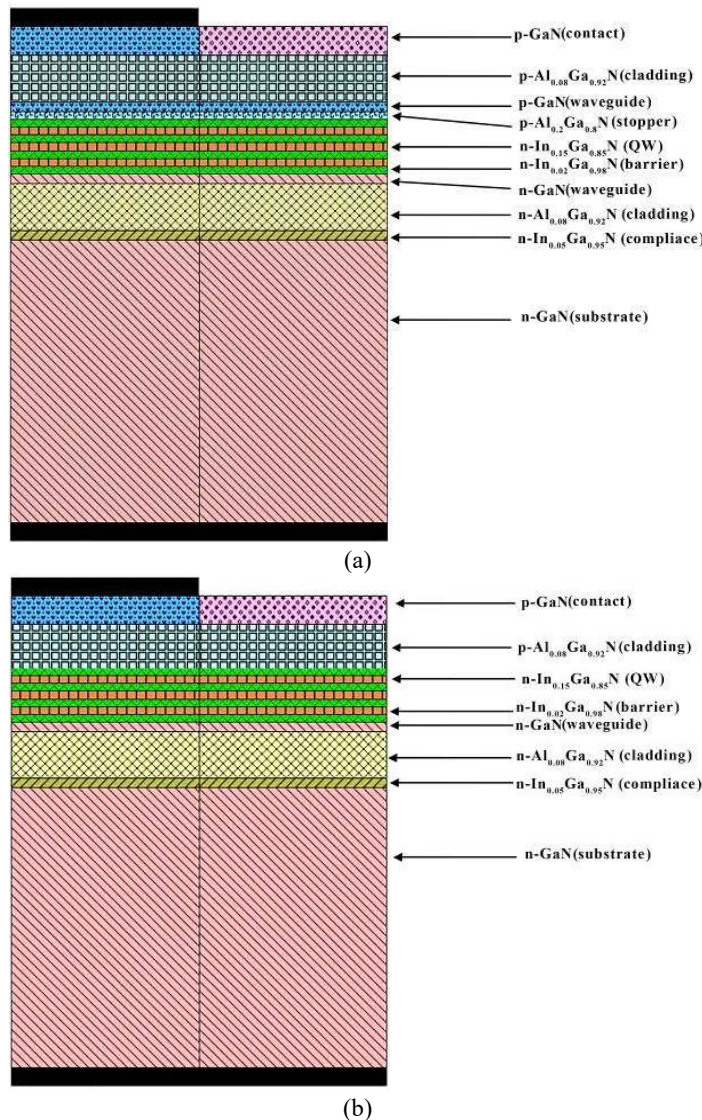 p-GaN(contact)
p-Al0.08Ga0.92N(cladding)
p-GaN(waveguide)
p-Al0.2Ga0.8N(stopper)
n-In0.15Ga0.85N (QW)
n-In0.02Ga0.98N(barrier)
n-GaN(waveguide)
n-Al0.08Ga0.92N (cladding)
n-In0.05Ga0.95N (compliace)
n-GaN(substrate)
(a)
p-GaN(contact)
p-Al0.08Ga0.92N(cladding)
n-In0.15Ga0.85N (QW)
n-In0.02Ga0.98N (barrier)
n-GaN(waveguide)
n-Al0.08Ga0.92N (cladding)
n-In0.05Ga0.95N (compliace)
n-GaN(substrate)
(b)